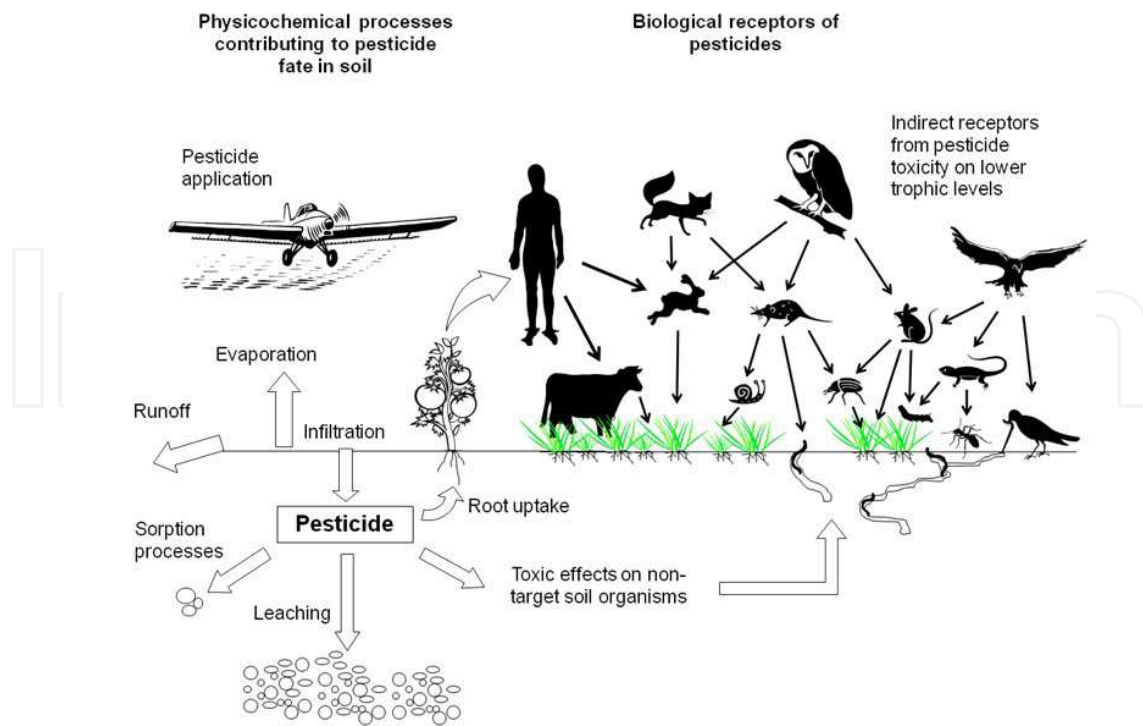 Physicochemical processes
contributing to pesticide
fate in soil
Biological receptors of
pesticides
Pesticide
application
Indirect receptors
from pesticide
toxicity on lower
trophic levels
Evaporation
Runoff
Infiltration
Pesticide
Root uptake
Sorption
processes
Leaching
Toxic effects on non-
target soil organisms